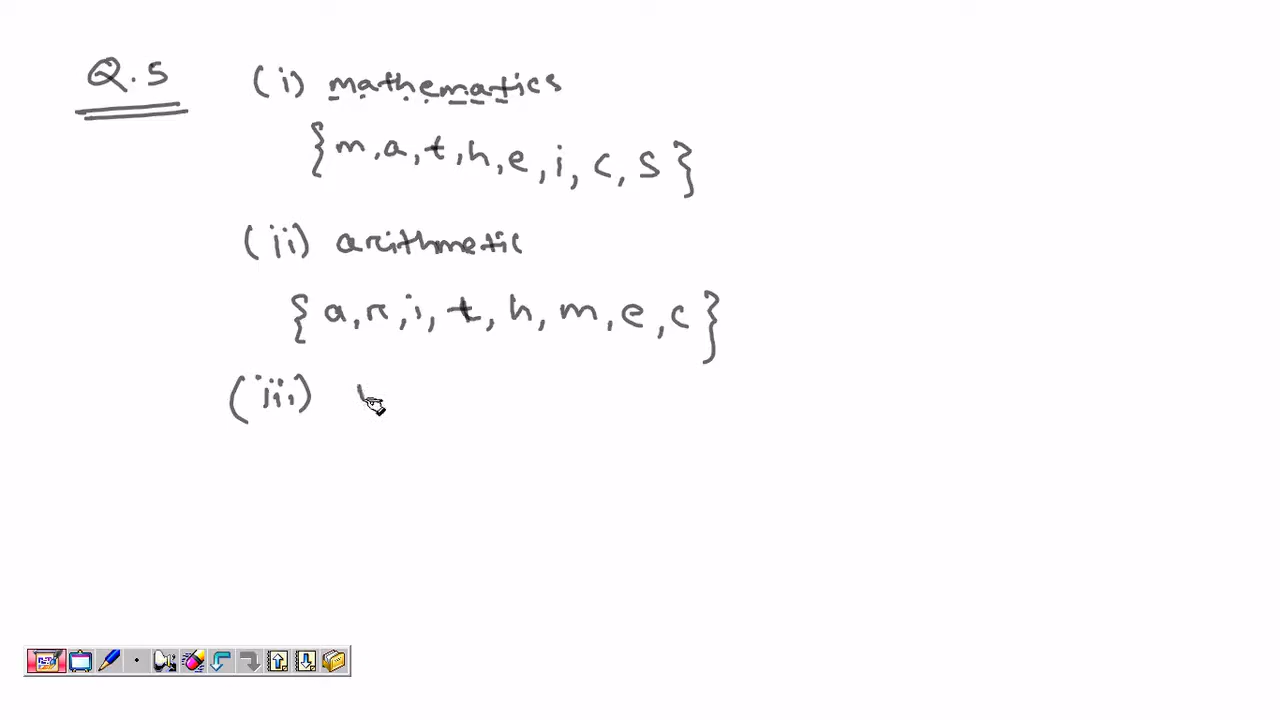 Q.5 (i) mathematics
{m,a,t,h,e,i,c,s}
(ii) arithmetic
{a,r,i,t,h,m,e,c}
(iii)